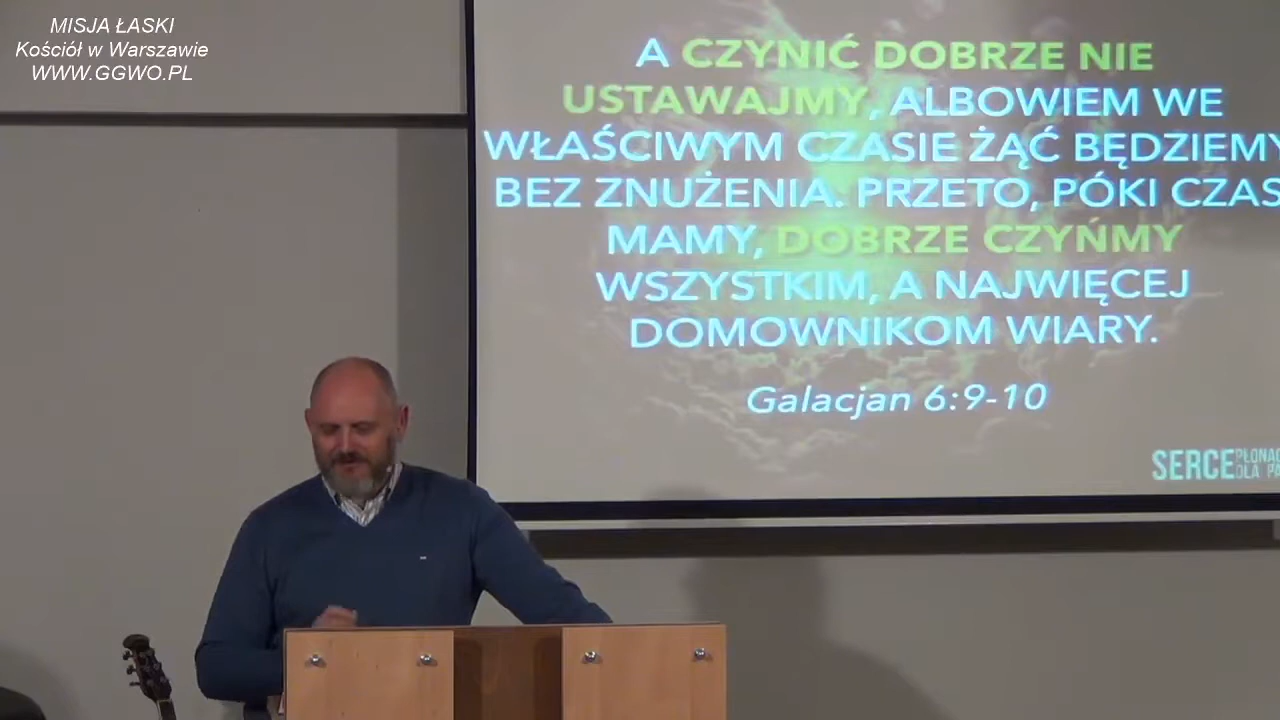 MISJA ŁASKI
Kościół w Warszawie
WWW.GGWO.PL
A CZYNIĆ DOBRZE NIE
USTAWAJMY, ALBOWIEM WE
WŁAŚCIWYM CZASIE ŻĄĆ BĘDZIEMY
BEZ ZNUŻENIA. PRZETO, PÓKI CZAS
MAMY, DOBRZE CZYŃMY
WSZYSTKIM, A NAJWIĘCEJ
DOMOWNIKOM WIARY.
Galacjan 6:9-10
SERCE
DLA